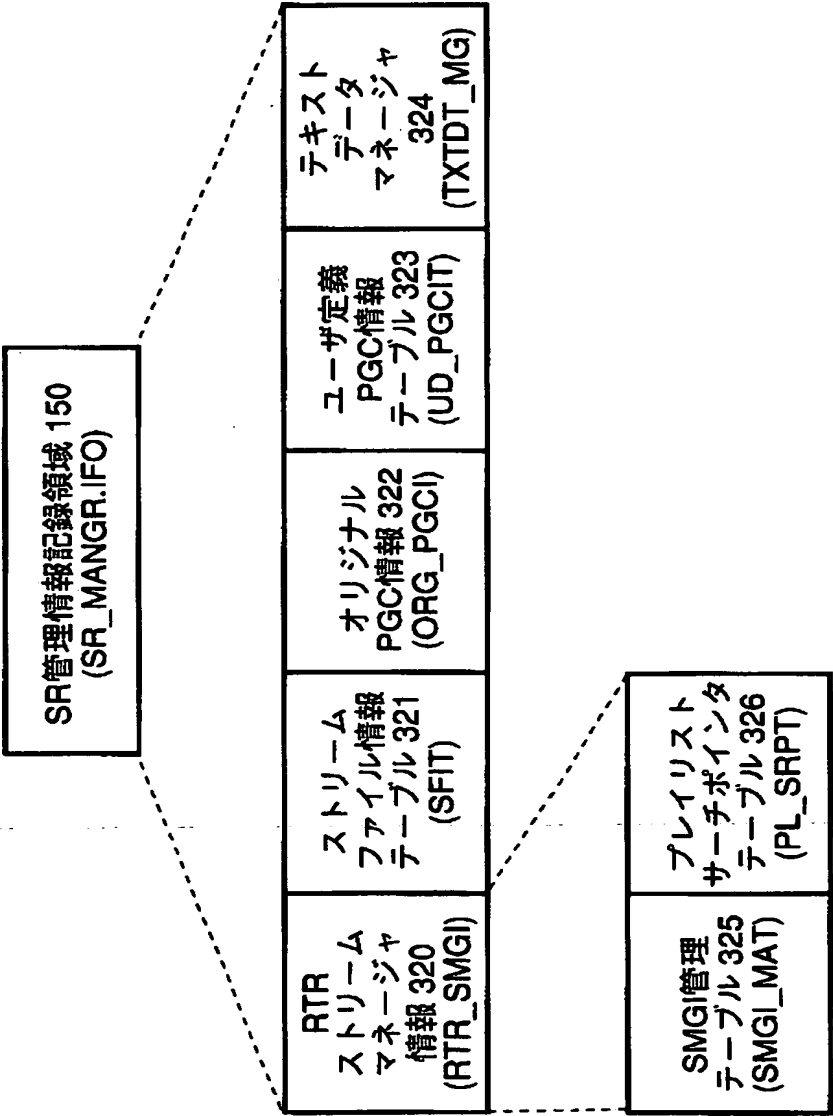 SR管理情報記録領域 150
(SR_MANGR.IFO)
RTR
ストリーム
マネージャ
情報 320
(RTR_SMGI)
ストリーム
ファイル情報
テーブル 321
(SFIT)
オリジナル
PGC情報 322
(ORG_PGCI)
ユーザ定義
PGC情報
テーブル 323
(UD_PGCIT)
テキスト
データ
マネージャ
324
(TXTDT_MG)
SMGI管理
テーブル 325
(SMGI_MAT)
プレイリスト
サーチポインタ
テーブル 326
(PL_SRPT)